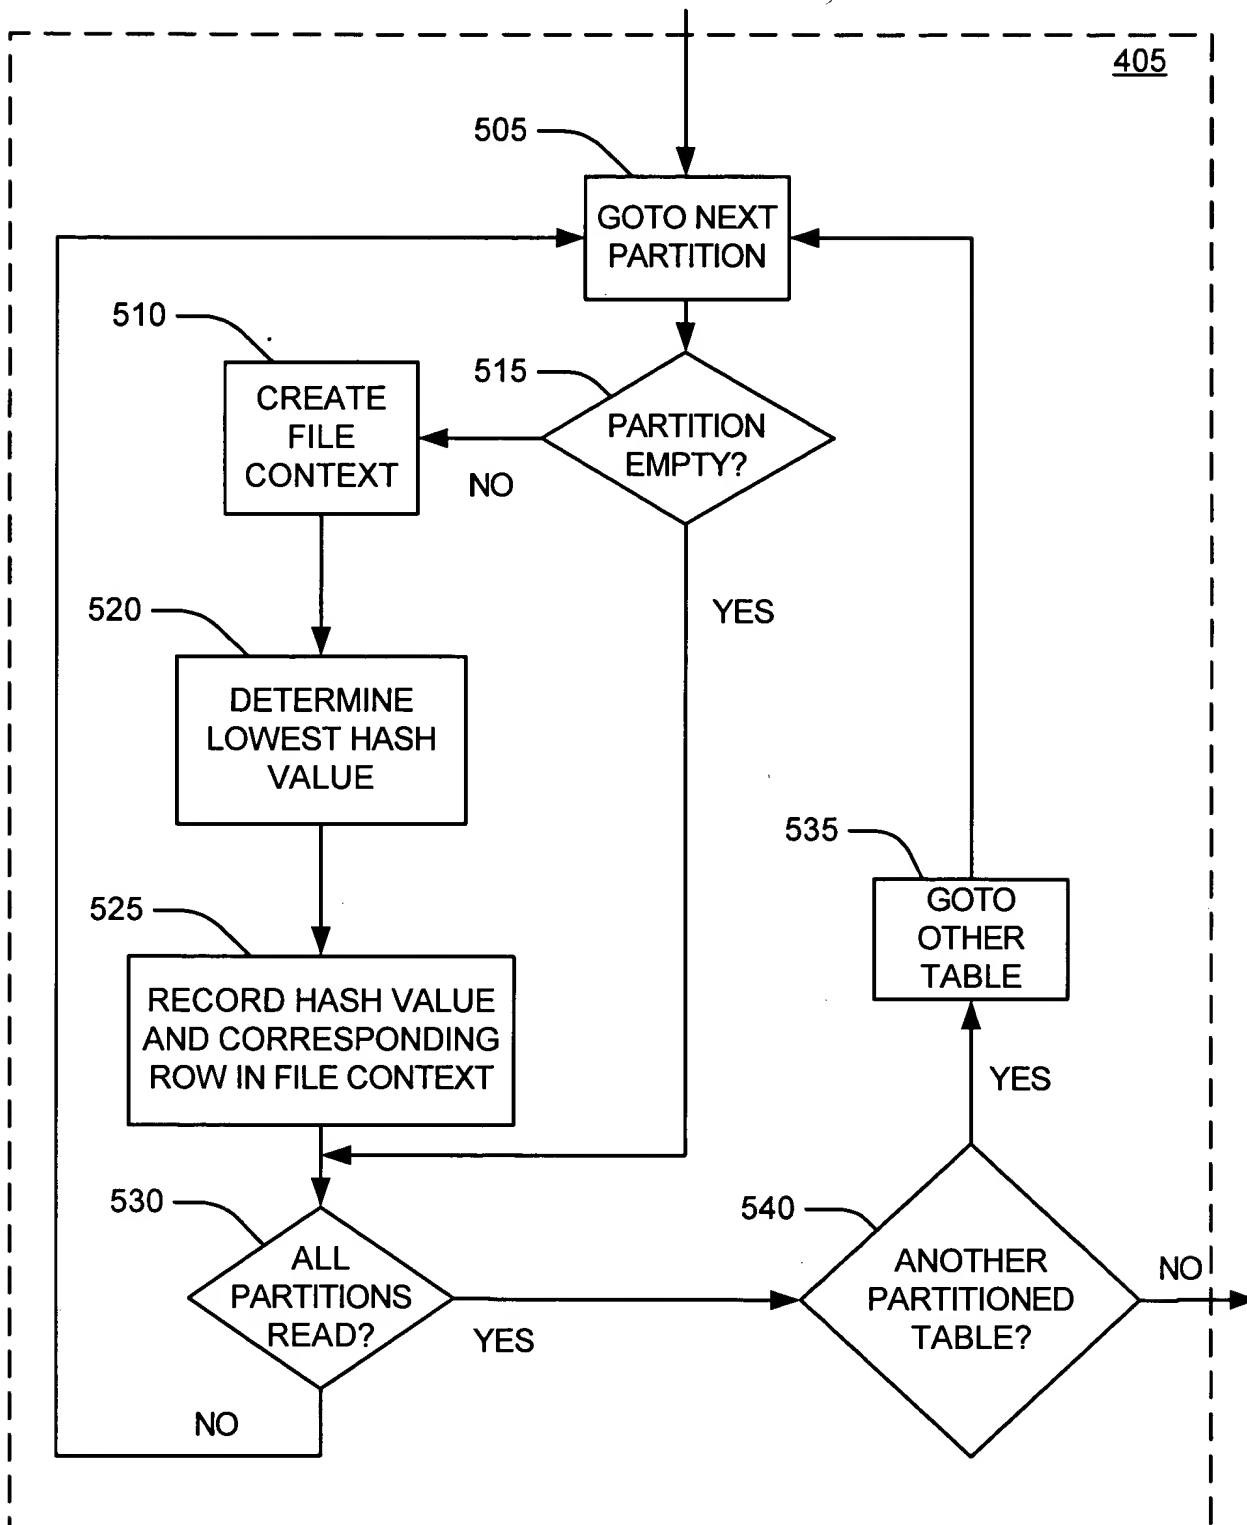 405
505
GOTO NEXT
PARTITION
510
CREATE
FILE
CONTEXT
515
PARTITION
EMPTY?
NO
YES
520
DETERMINE
LOWEST HASH
VALUE
525
RECORD HASH VALUE
AND CORRESPONDING
ROW IN FILE CONTEXT
535
GOTO
OTHER
TABLE
YES
530
ALL
PARTITIONS
READ?
YES
NO
540
ANOTHER
PARTITIONED
TABLE?
NO